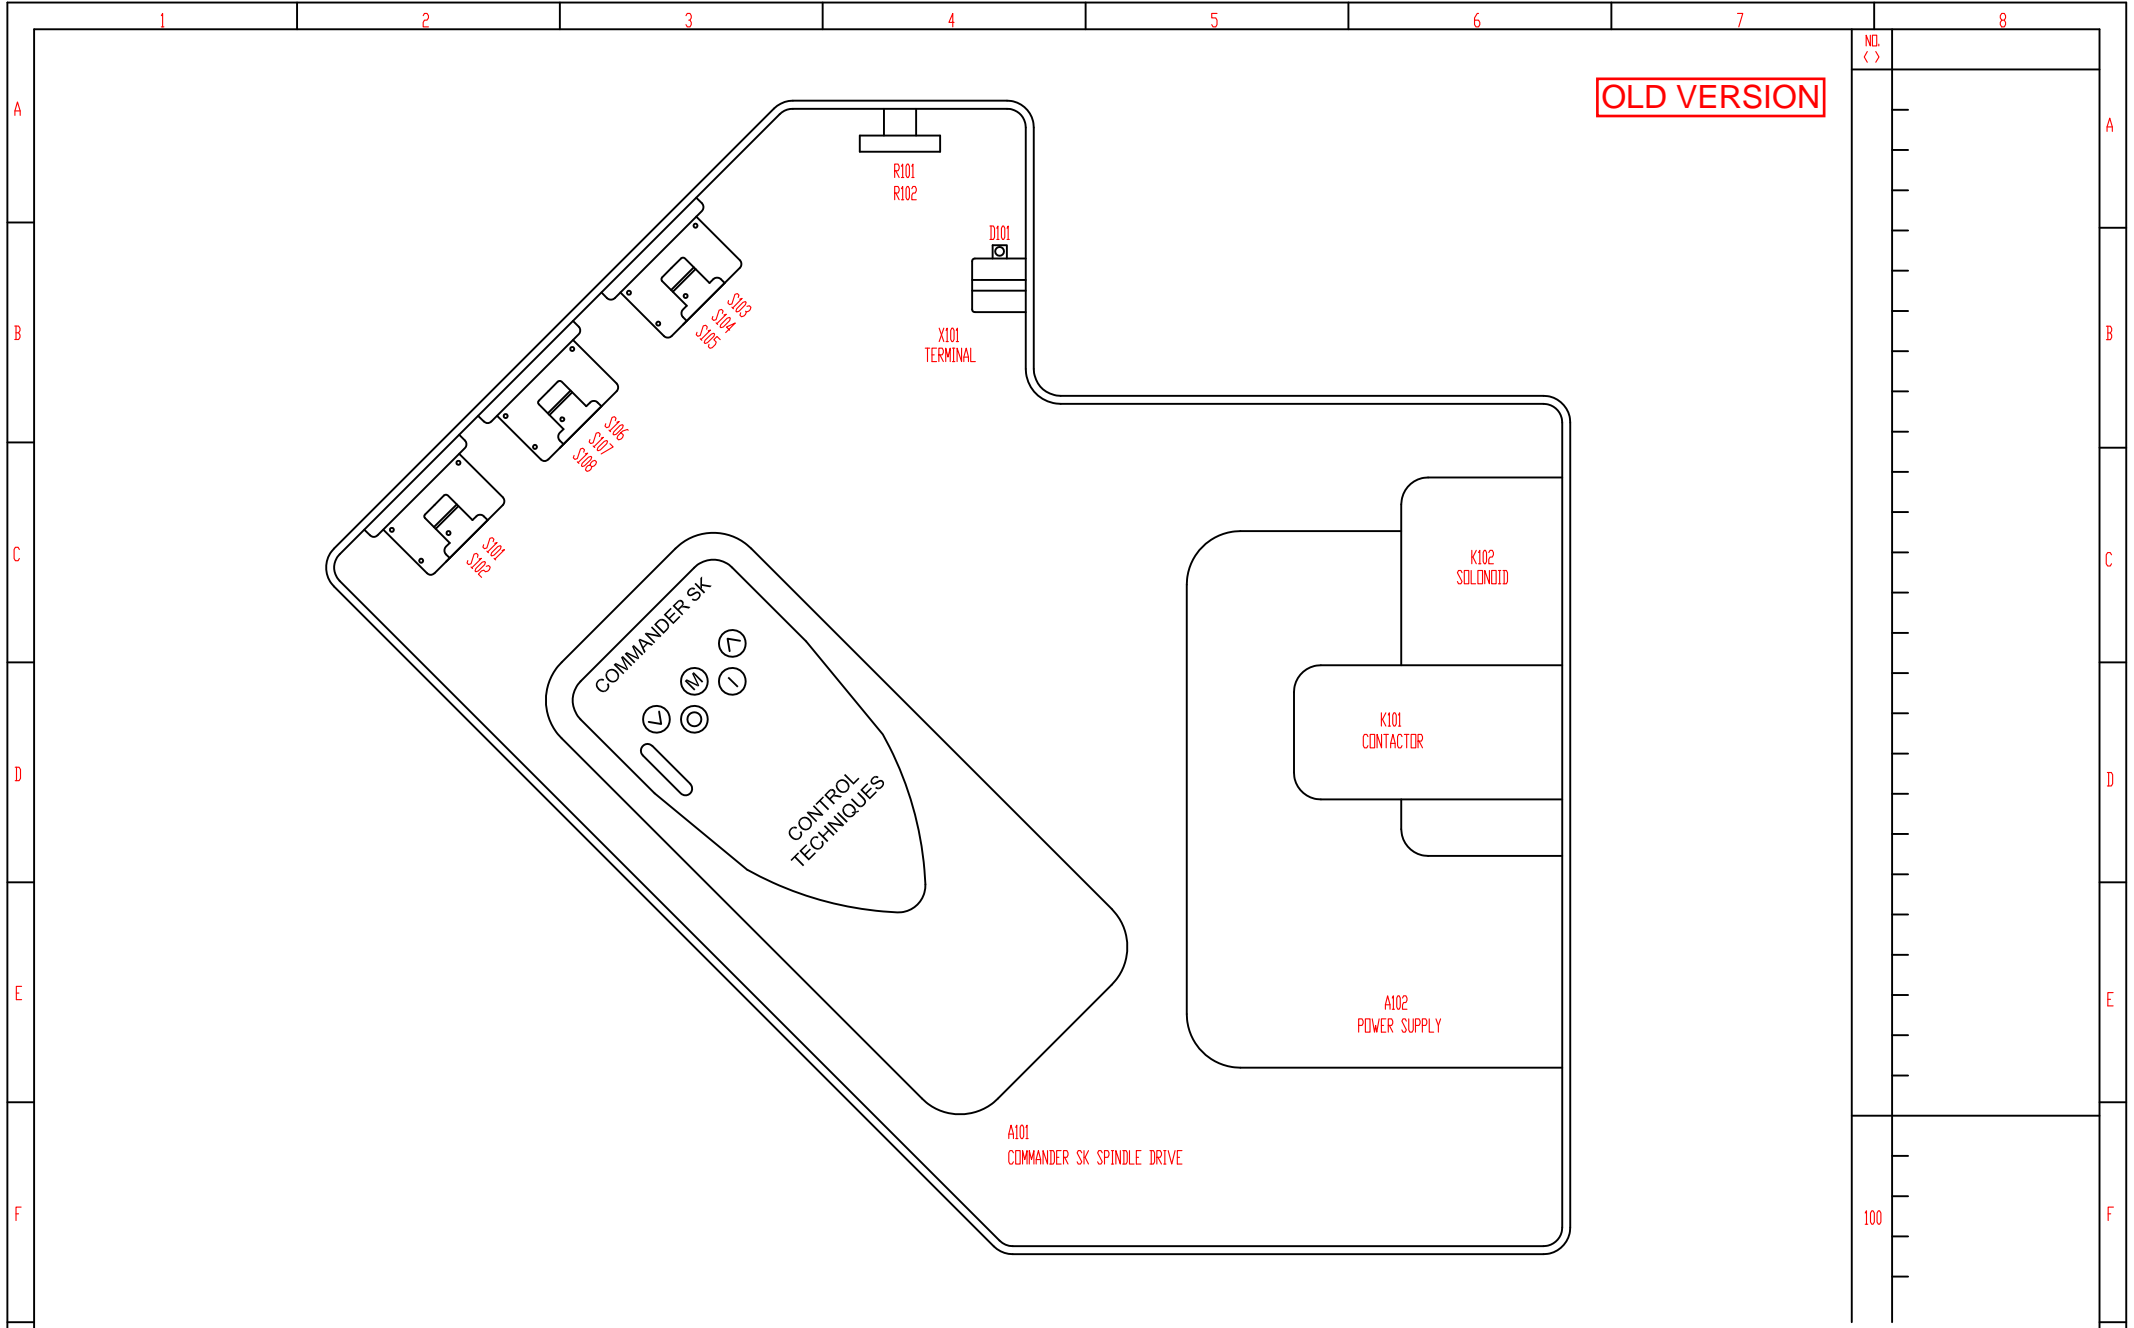 1 2 3 4 5 6 7 8
NO.
< >
OLD VERSION
A A
R101
R102
D101
S103
S104
S105
X101
TERMINAL
B B
S106
S107
S108
S101
S102
C C
K102
SOLONOID
COMMANDER SK
M
K101
CONTACTOR
D D
CONTROL
TECHNIQUES
E E
A102
POWER SUPPLY
A101
COMMANDER SK SPINDLE DRIVE
F F
100